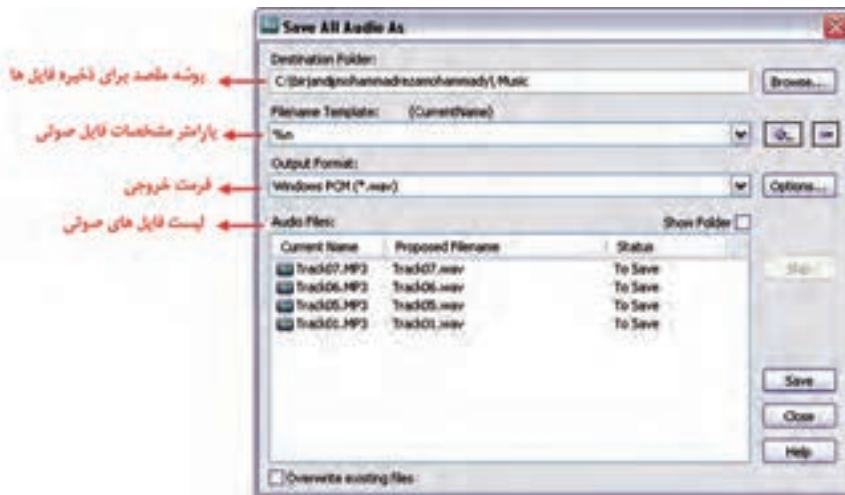 Save All Audio As
Destination Folder:
پوشه مقصد برای ذخیره فایل ها
Browse...
Filename Template: (CurrentName)
پارامتر مشخصات فایل صوتی
%n
Output Format:
فرمت خروجی
Windows PCM (*.wav)
Options...
لیست فایل های صوتی
Audio Files:
Show Folder
Current Name Proposed Filename Status
Track07.MP3 Track07.wav To Save
Track06.MP3 Track06.wav To Save
Track05.MP3 Track05.wav To Save
Track01.MP3 Track01.wav To Save
Skip
Save
Close
Help
Overwrite existing files